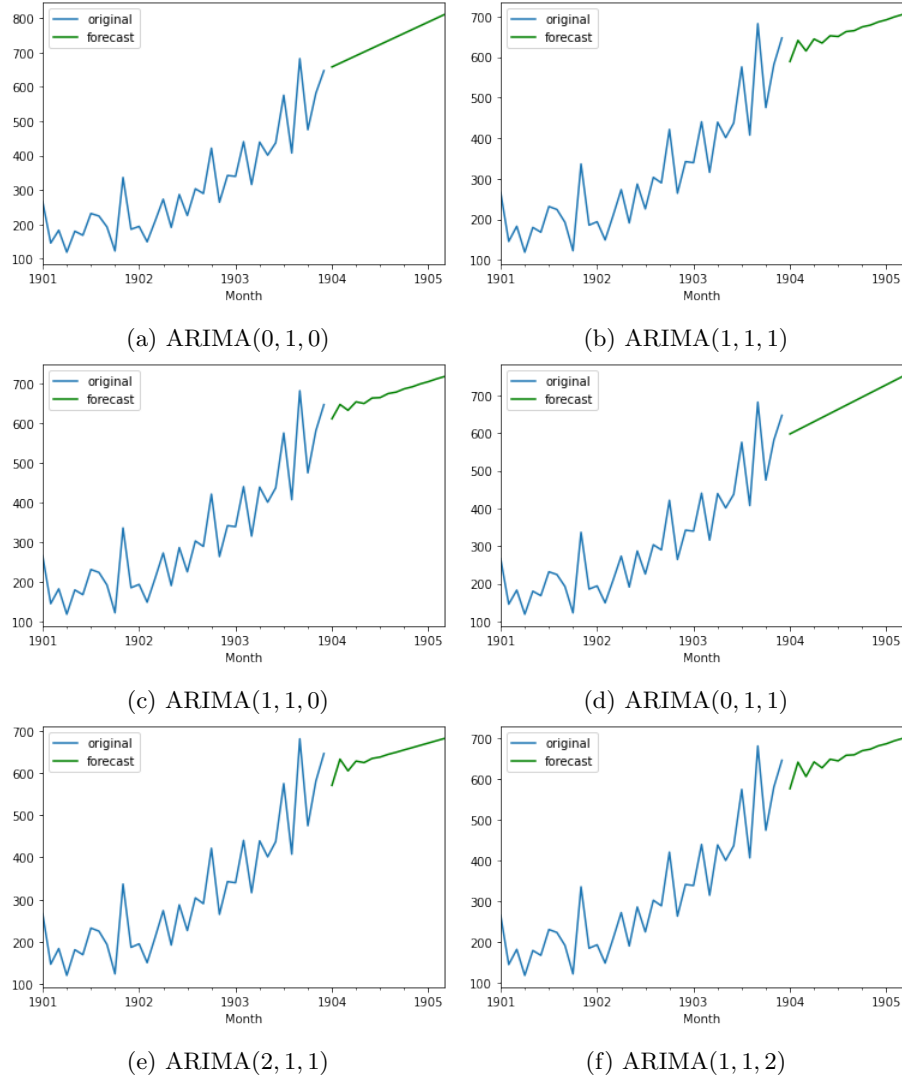 800
700
600
500
400
300
200
100
original
forecast
1901 1902 1903 1904 1905
Month
(a) ARIMA(0, 1, 0)
700
600
500
400
300
200
100
original
forecast
1901 1902 1903 1904 1905
Month
(b) ARIMA(1, 1, 1)
700
600
500
400
300
200
100
original
forecast
1901 1902 1903 1904 1905
Month
(c) ARIMA(1, 1, 0)
700
600
500
400
300
200
100
original
forecast
1901 1902 1903 1904 1905
Month
(d) ARIMA(0, 1, 1)
700
600
500
400
300
200
100
original
forecast
1901 1902 1903 1904 1905
Month
(e) ARIMA(2, 1, 1)
700
600
500
400
300
200
100
original
forecast
1901 1902 1903 1904 1905
Month
(f) ARIMA(1, 1, 2)